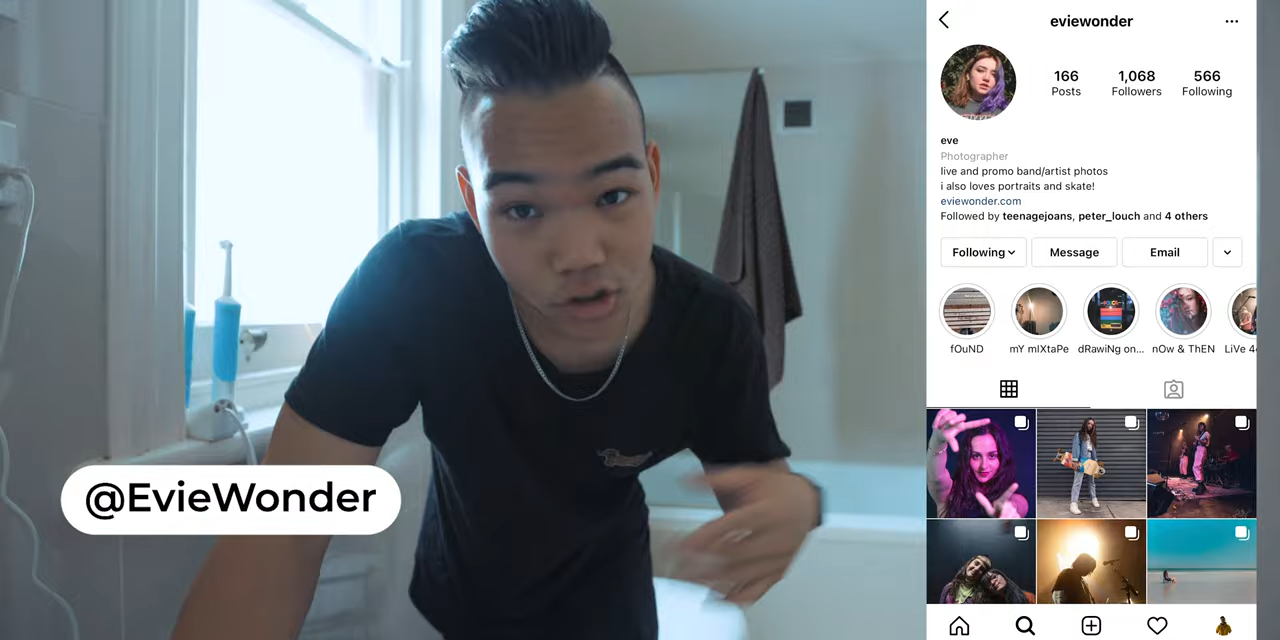 @EvieWonder
eviewonder
166
Posts
1,068
Followers
566
Following
eve
Photographer
live and promo band/artist photos
i also loves portraits and skate!
eviewonder.com
Followed by teenagejoans, peter_louch and 4 others
Following
Message
Email
fOuND
mY mIXtaPe
dRawiNg on...
nOw & ThEN
LiVe